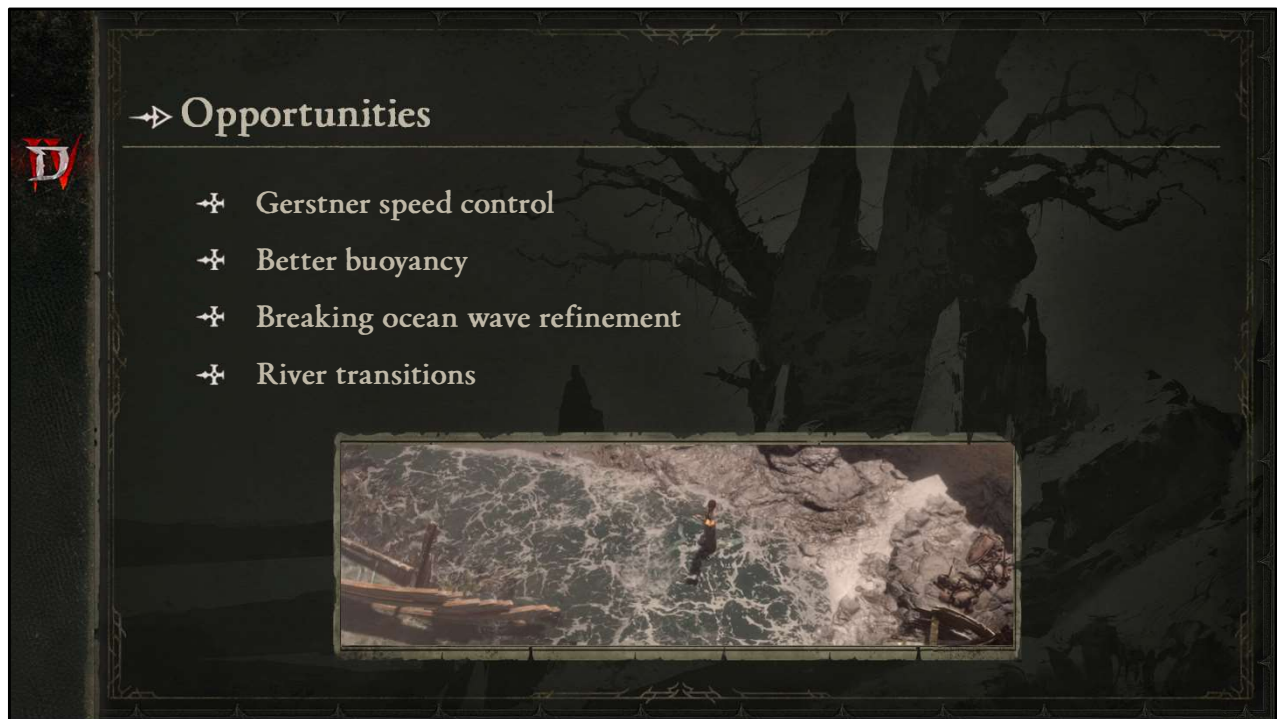 Opportunities
Gerstner speed control
Better buoyancy
Breaking ocean wave refinement
River transitions